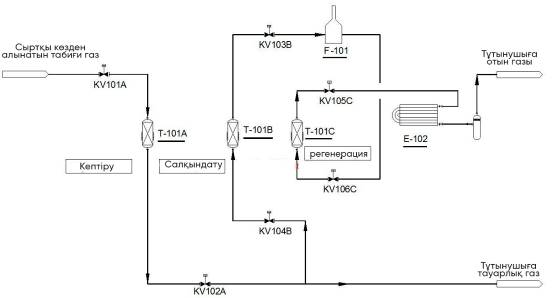 Сыртқы көзден
алынатын табиғи газ
KV101A
KV103B
F-101
Тұтынушыға
отын газы
T-101A
T-101B
KV105C
T-101C
E-102
Кептіру
Салқындату
регенерация
KV106C
KV104B
KV102A
Тұтынушыға
тауарлық газ